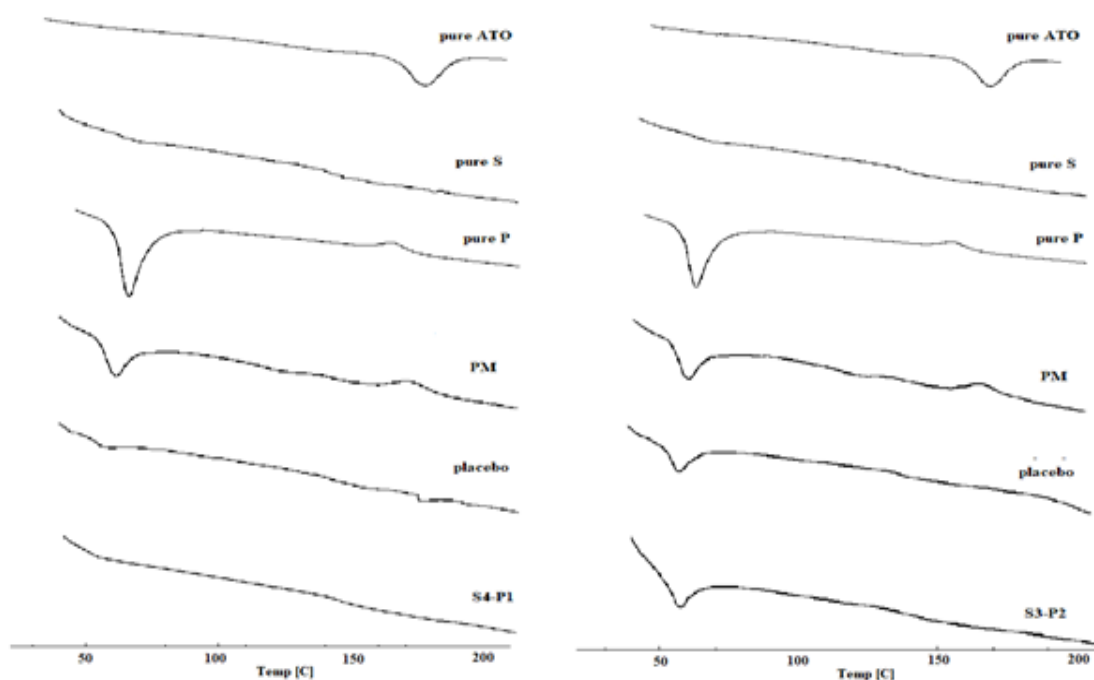 pure ATO
pure S
pure P
PM
placebo
S4-P1
50 100 150 200
Temp [C]
pure ATO
pure S
pure P
PM
placebo
S3-P2
50 100 150 200
Temp [C]